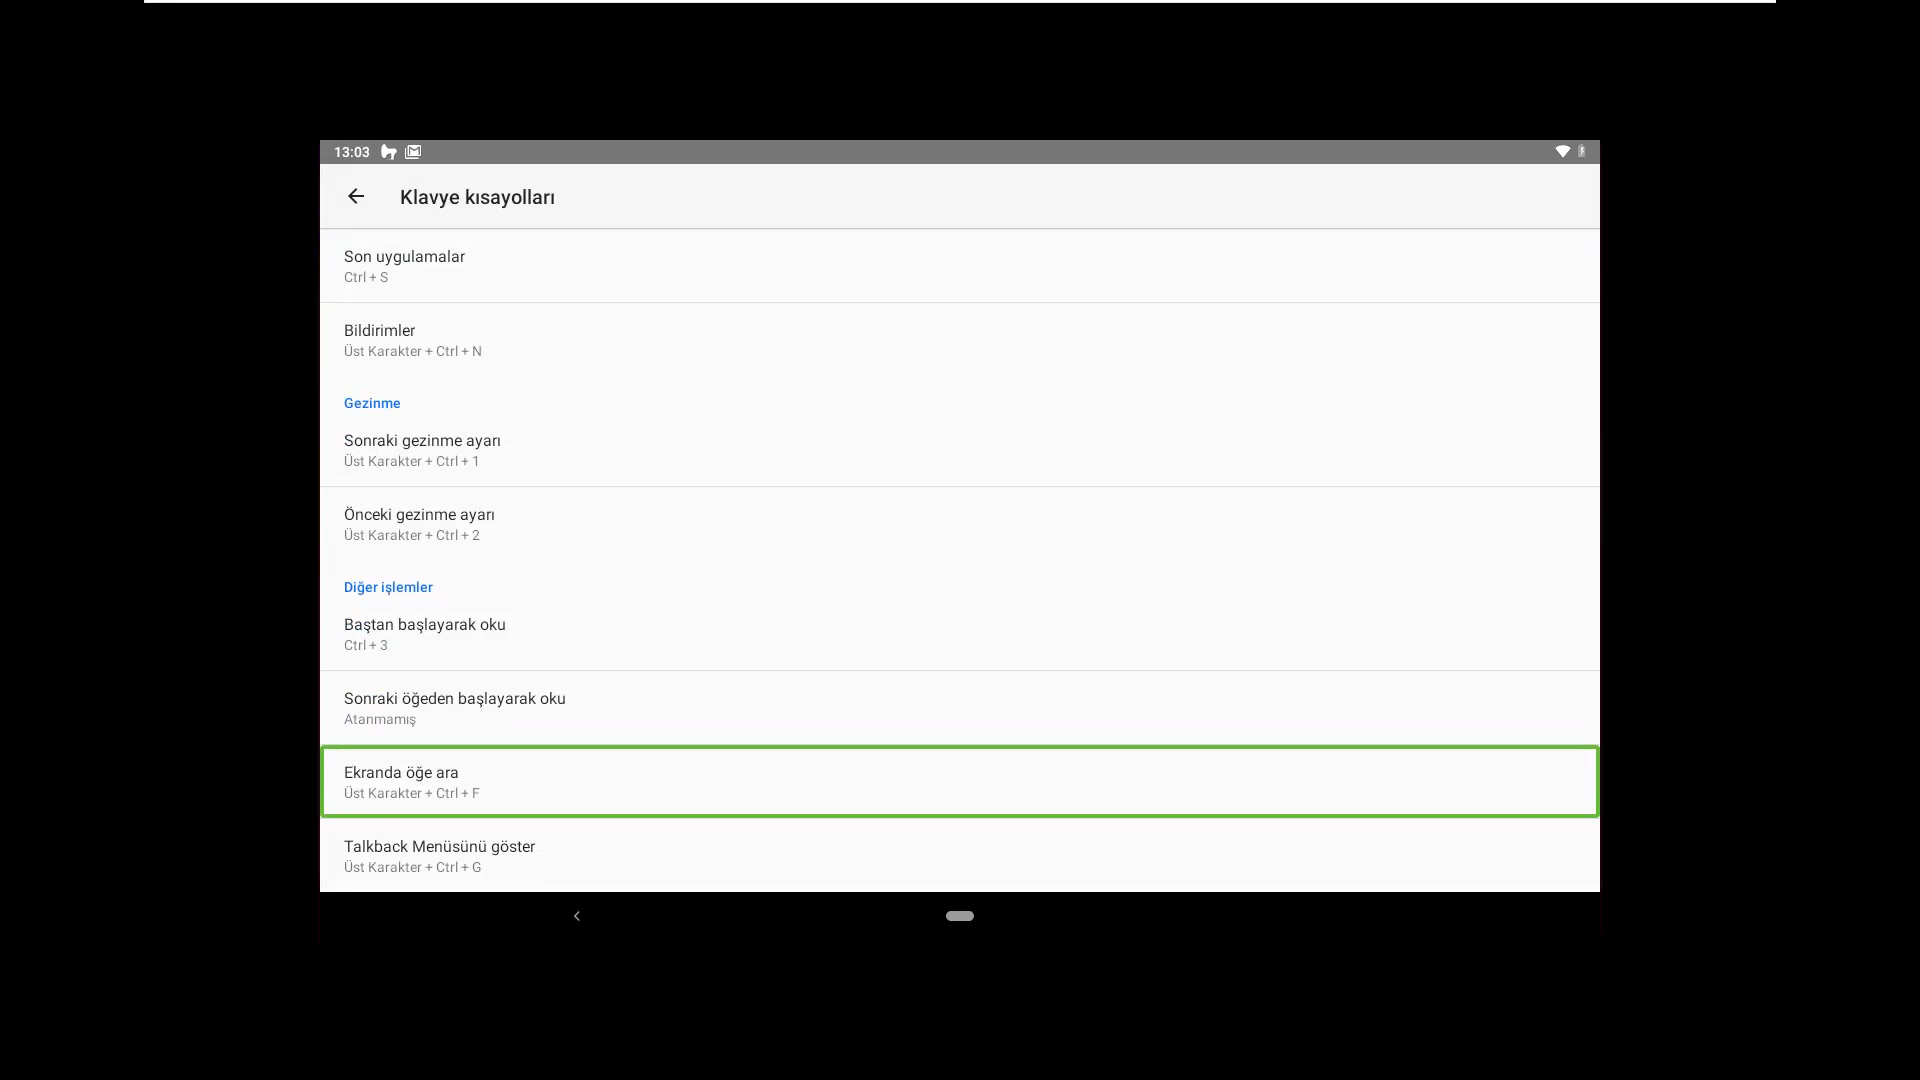 13:03
Klavye kısayolları
Son uygulamalar
Ctrl + S
Bildirimler
Üst Karakter + Ctrl + N
Gezinme
Sonraki gezinme ayarı
Üst Karakter + Ctrl + 1
Önceki gezinme ayarı
Üst Karakter + Ctrl + 2
Diğer işlemler
Baştan başlayarak oku
Ctrl + 3
Sonraki öğeden başlayarak oku
Atanmamış
Ekranda öğe ara
Üst Karakter + Ctrl + F
Talkback Menüsünü göster
Üst Karakter + Ctrl + G